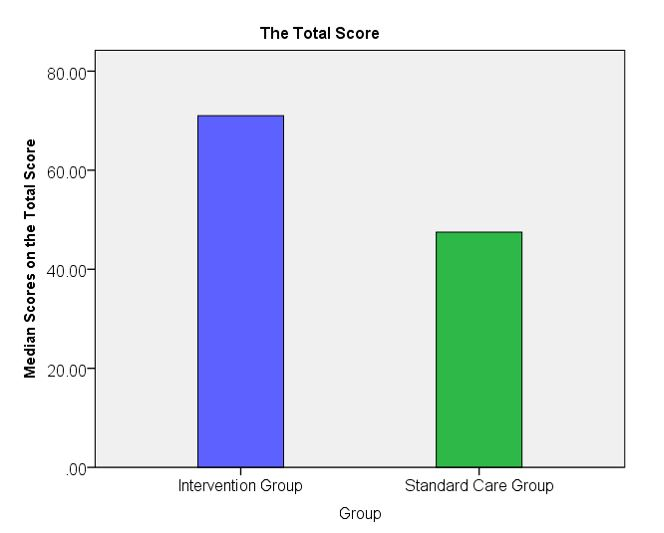 The Total Score
Median Scores on the Total Score
80.00
60.00
40.00
20.00
.00
Intervention Group
Standard Care Group
Group